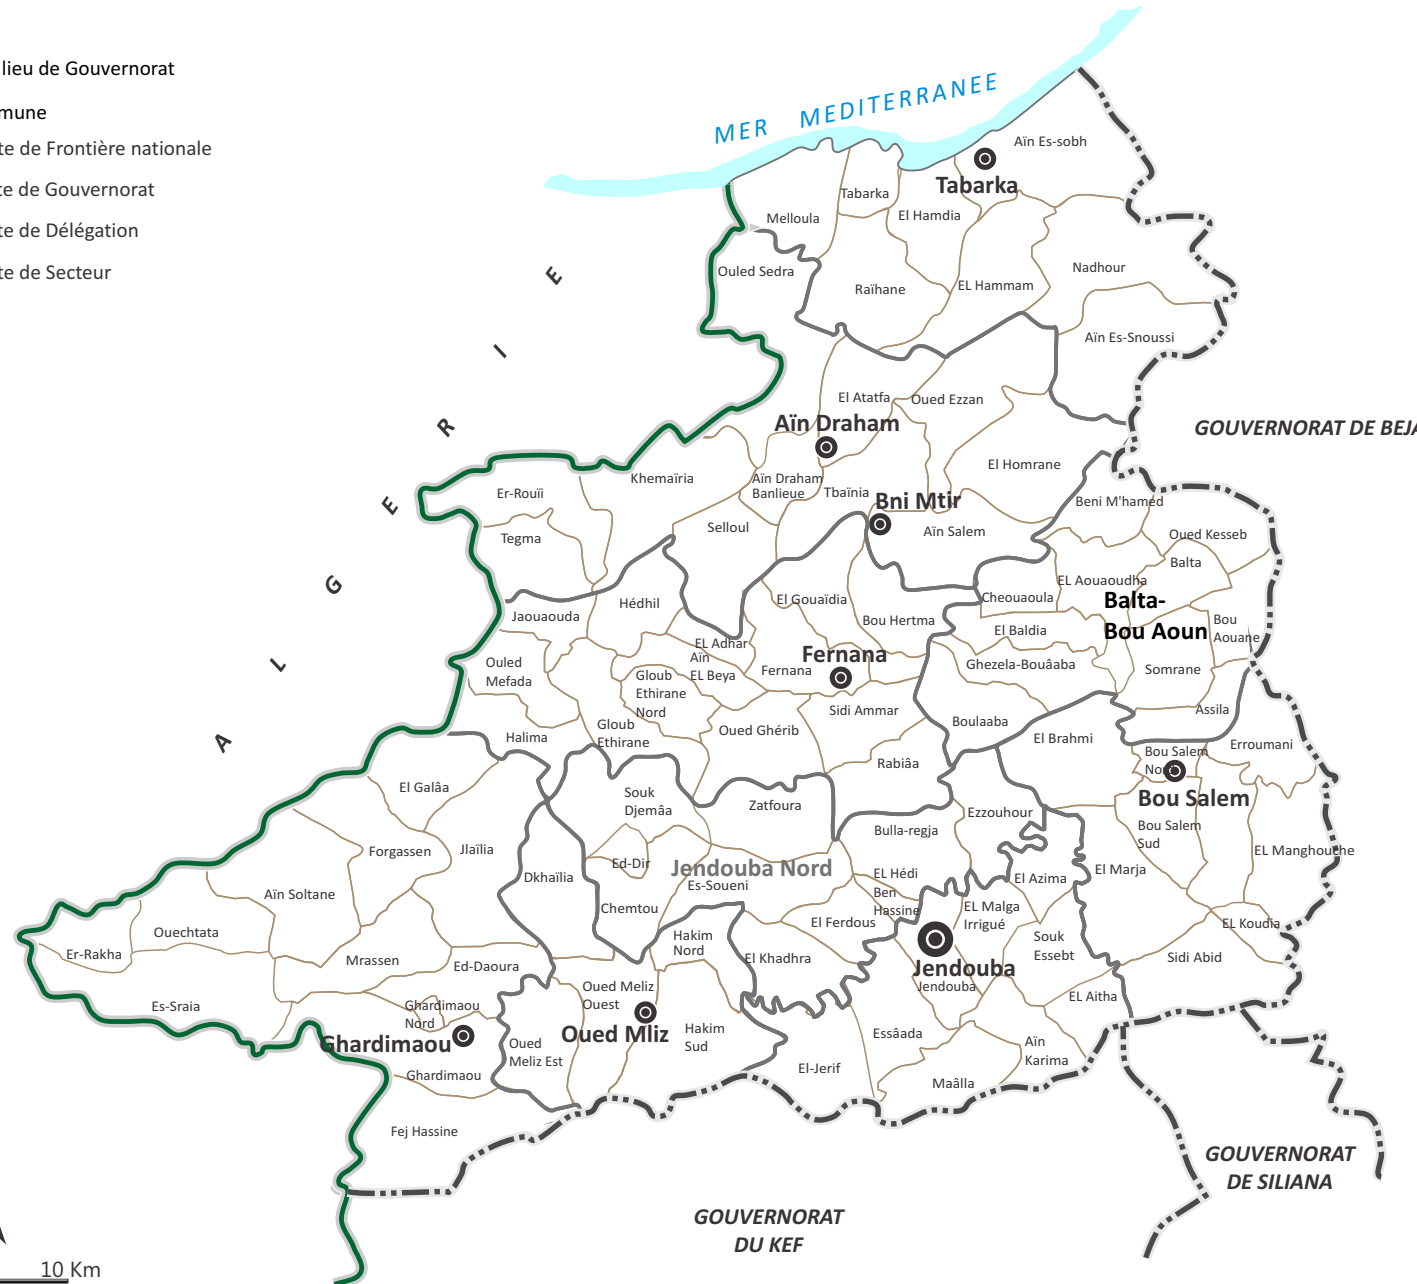 lieu de Gouvernorat
mune
te de Frontière nationale
te de Gouvernorat
te de Délégation
te de Secteur
MER MEDITERRANEE
ALGERIE
Aïn Es-sobh
Tabarka
Tabarka
Melloula
El Hamdia
Ouled Sedra
Raïhane
EL Hammam
Nadhour
Aïn Es-Snoussi
El Atatfa
Oued Ezzan
Aïn Draham
GOUVERNORAT DE BEJA
Khemaïria
Er-Rouïi
Aïn Draham
Banlieue
Tbaïnia
El Homrane
Bni Mtir
Beni M'hamed
Tegma
Selloul
Aïn Salem
Oued Kesseb
Balta
EL Aouaoudha
Cheouaoula
Balta-
Bou Aoun
Jaouaouda
Hédhil
El Gouaïdia
Bou Hertma
El Baldia
Bou
Aouane
EL Adhar
Aïn
EL Beya
Fernana
Fernana
Ghezela-Bouâaba
Somrane
Ouled
Mefada
Gloub
Ethirane
Nord
Sidi Ammar
Assila
Halima
Gloub
Ethirane
Oued Ghérib
Boulaaba
El Brahmi
Erroumani
Bou Salem
Nord
Bou Salem
Rabiâa
El Galâa
Souk
Djemâa
Zatfoura
Ezzouhour
Bulla-regja
Bou Salem
Sud
Forgassen
Jlaïlia
Ed-Dir
Jendouba Nord
EL Manghouche
Dkhaïlia
Es-Soueni
EL Hédi
Ben
Hassine
El Azima
El Marja
Aïn Soltane
Chemtou
El Ferdous
EL Malga
Irrigué
EL Koudia
Ouechtata
Er-Rakha
Mrassen
Ed-Daoura
Hakim
Nord
El Khadhra
Souk
Essebt
Sidi Abid
Jendouba
Jendouba
Es-Sraia
Ghardimaou
Nord
Oued Meliz
Ouest
EL Aitha
Ghardimaou
Oued
Meliz Est
Oued Mliz
Hakim
Sud
Essâada
Aïn
Karima
Ghardimaou
El-Jerif
Maâlla
Fej Hassine
GOUVERNORAT
DE SILIANA
GOUVERNORAT
DU KEF
10 Km